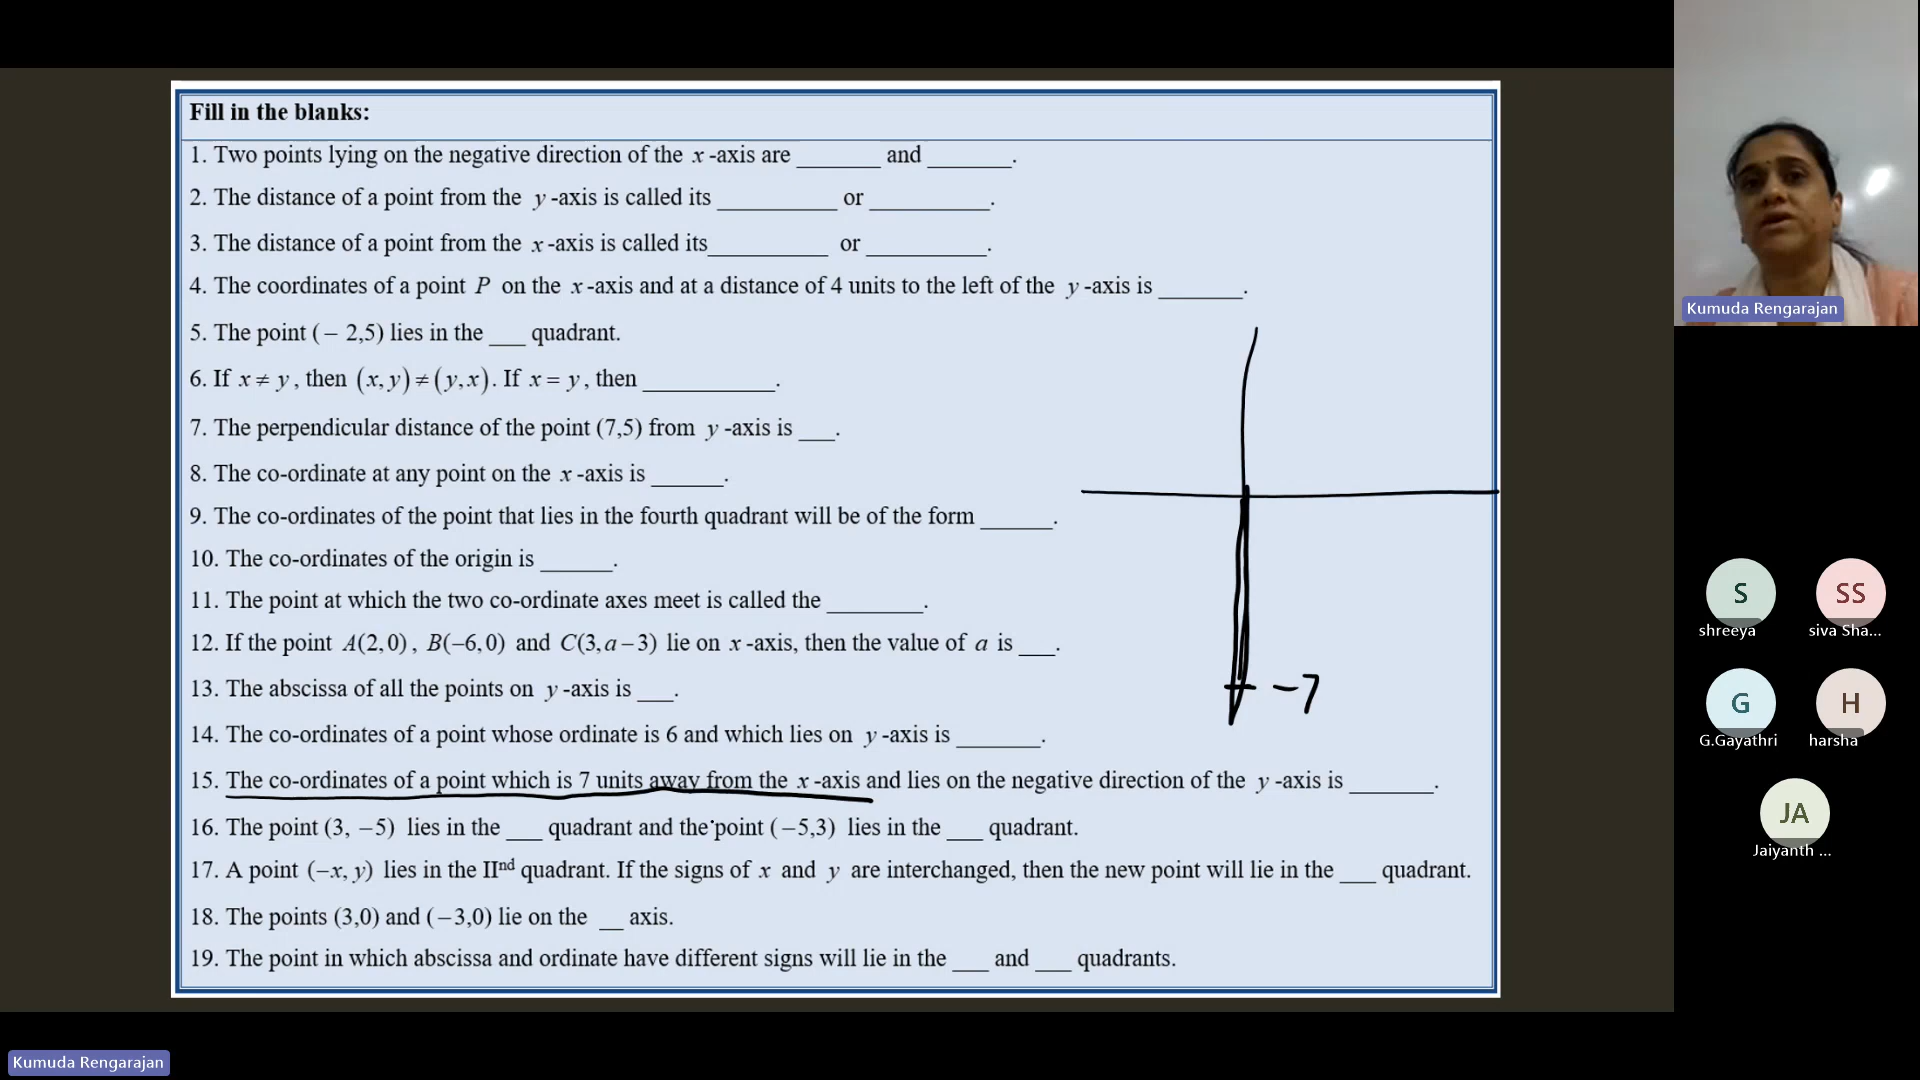 Fill in the blanks:
1. Two points lying on the negative direction of the x-axis are _______ and _______.
2. The distance of a point from the y-axis is called its __________ or __________.
3. The distance of a point from the x-axis is called its__________ or __________.
4. The coordinates of a point P on the x-axis and at a distance of 4 units to the left of the y-axis is _______.
5. The point (− 2,5) lies in the ___ quadrant.
6. If x ≠ y, then (x, y) ≠ (y, x). If x = y, then ___________.
7. The perpendicular distance of the point (7,5) from y-axis is ___.
8. The co-ordinate at any point on the x-axis is ______.
9. The co-ordinates of the point that lies in the fourth quadrant will be of the form ______.
10. The co-ordinates of the origin is ______.
11. The point at which the two co-ordinate axes meet is called the ________.
12. If the point A(2,0), B(−6,0) and C(3,a−3) lie on x-axis, then the value of a is ___.
13. The abscissa of all the points on y-axis is ___.
14. The co-ordinates of a point whose ordinate is 6 and which lies on y-axis is _______.
15. The co-ordinates of a point which is 7 units away from the x-axis and lies on the negative direction of the y-axis is _______.
16. The point (3, −5) lies in the ___ quadrant and the point (−5,3) lies in the ___ quadrant.
17. A point (−x, y) lies in the IInd quadrant. If the signs of x and y are interchanged, then the new point will lie in the ___ quadrant.
18. The points (3,0) and (−3,0) lie on the __ axis.
19. The point in which abscissa and ordinate have different signs will lie in the ___ and ___ quadrants.
−7
Kumuda Rengarajan
S
shreeya
SS
siva Sha...
G
G.Gayathri
H
harsha
JA
Jaiyanth ...
Kumuda Rengarajan